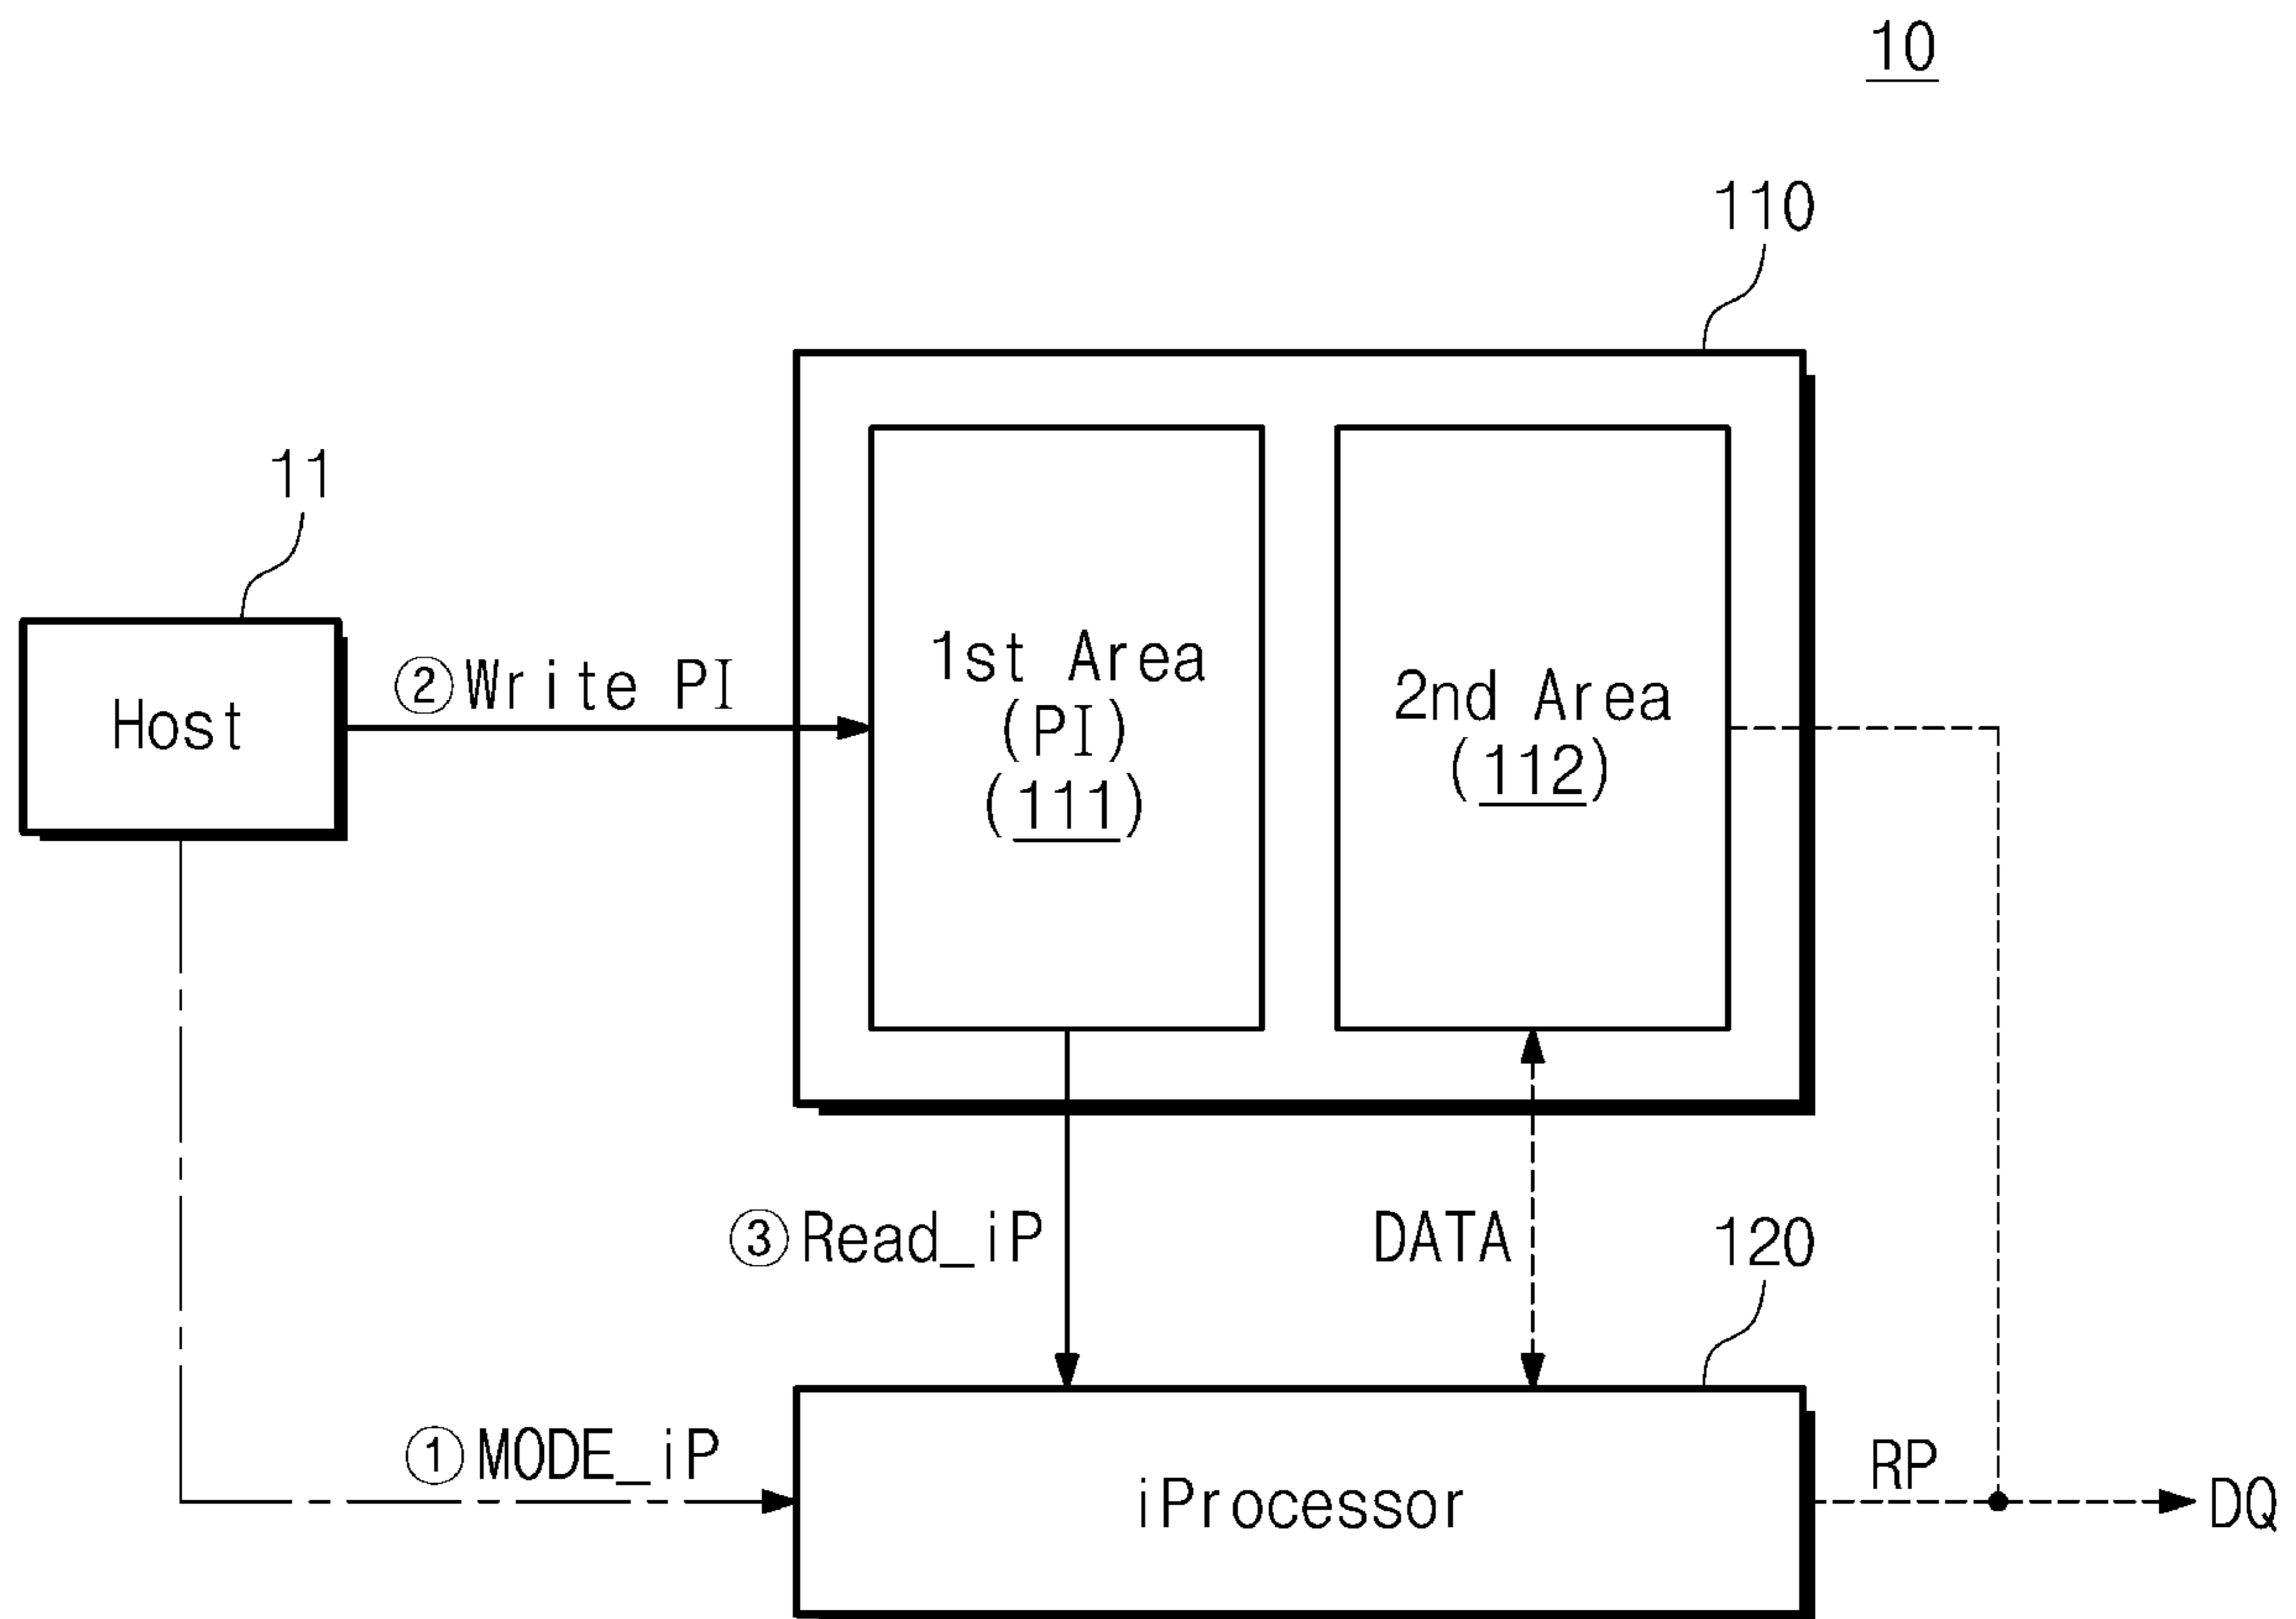 10
110
11
1st Area
(PI)
(111)
2nd Area
(112)
②Write PI
Host
③Read_iP
DATA
120
①MODE_iP
iProcessor
RP
DQ